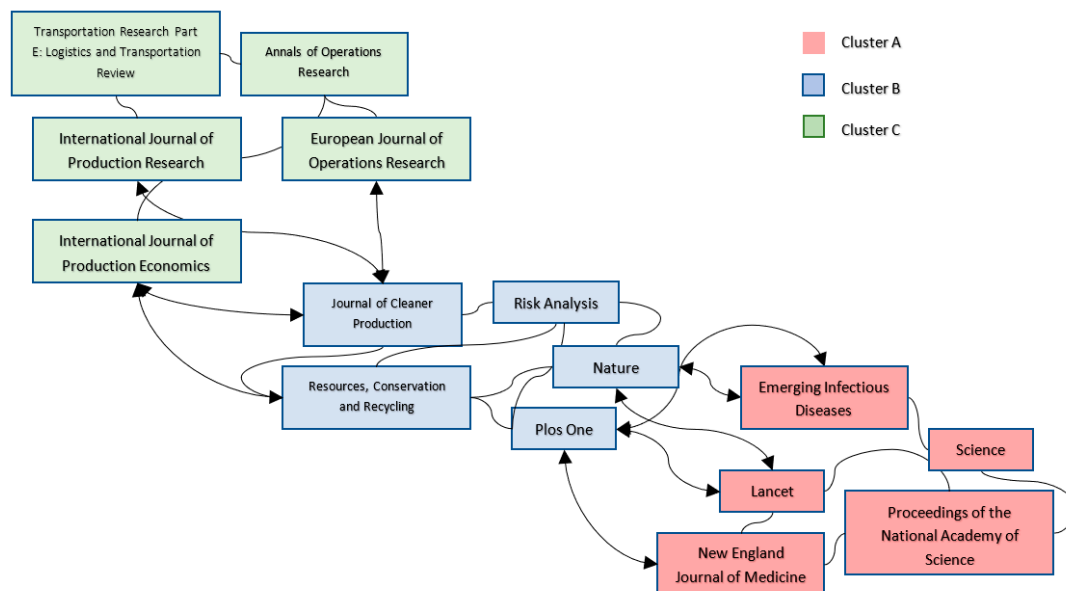 Transportation Research Part
E: Logistics and Transportation
Review
Annals of Operations
Research
Cluster A
Cluster B
Cluster C
International Journal of
Production Research
European Journal of
Operations Research
International Journal of
Production Economics
Journal of Cleaner
Production
Risk Analysis
Resources, Conservation
and Recycling
Nature
Emerging Infectious
Diseases
Plos One
Science
Lancet
Proceedings of the
National Academy of
Science
New England
Journal of Medicine